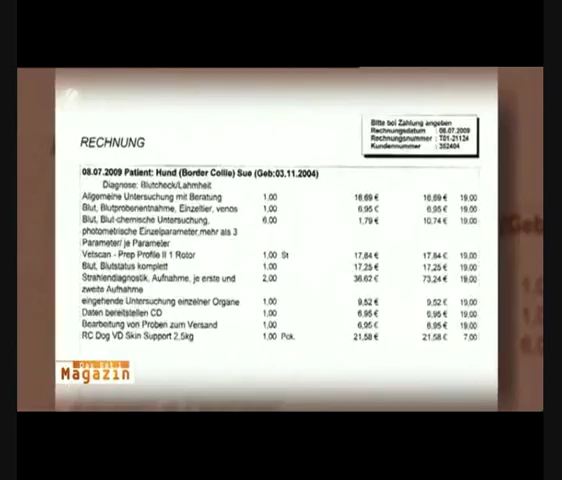 Bitte bei Zahlung angeben
Rechnungsdatum : 08.07.2009
Rechnungsnummer : T01-21124
Kundennummer : 352404
RECHNUNG
08.07.2009 Patient: Hund (Border Collie) Sue (Geb:03.11.2004)
Diagnose: Blutcheck/Lahmheit
Allgemeine Untersuchung mit Beratung 1,00 16,69 € 16,69 € 19,00
Blut, Blutprobenentnahme, Einzeltier, venös 1,00 6,95 € 6,95 € 19,00
Blut, Blut-chemische Untersuchung, 6,00 1,79 € 10,74 € 19,00
photometrische Einzelparameter,mehr als 3
Parameter/ je Parameter
Vetscan - Prep Profile II 1 Rotor 1,00 St 17,84 € 17,84 € 19,00
Blut, Blutstatus komplett 1,00 17,25 € 17,25 € 19,00
Strahlendiagnostik, Aufnahme, je erste und 2,00 36,62 € 73,24 € 19,00
zweite Aufnahme
eingehende Untersuchung einzelner Organe 1,00 9,52 € 9,52 € 19,00
Daten bereitstellen CD 1,00 6,95 € 6,95 € 19,00
Bearbeitung von Proben zum Versand 1,00 6,95 € 6,95 € 19,00
RC Dog VD Skin Support 2,5kg 1,00 Pck. 21,58 € 21,58 € 7,00
Magazin